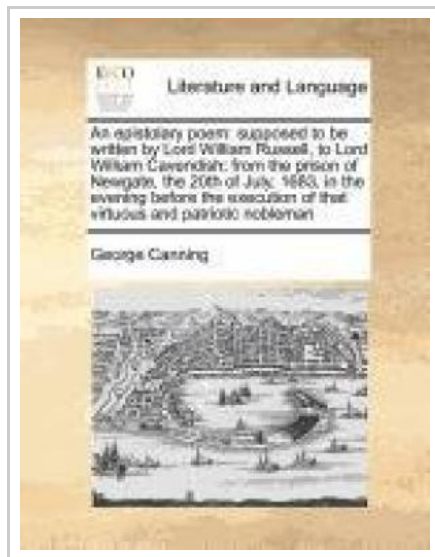 ECCO
Literature and Language
An epistolary poem: supposed to be
written by Lord William Russell, to Lord
William Cavendish; from the prison of
Newgate, the 20th of July, 1683, in the
evening before the execution of that
virtuous and patriotic nobleman
George Canning